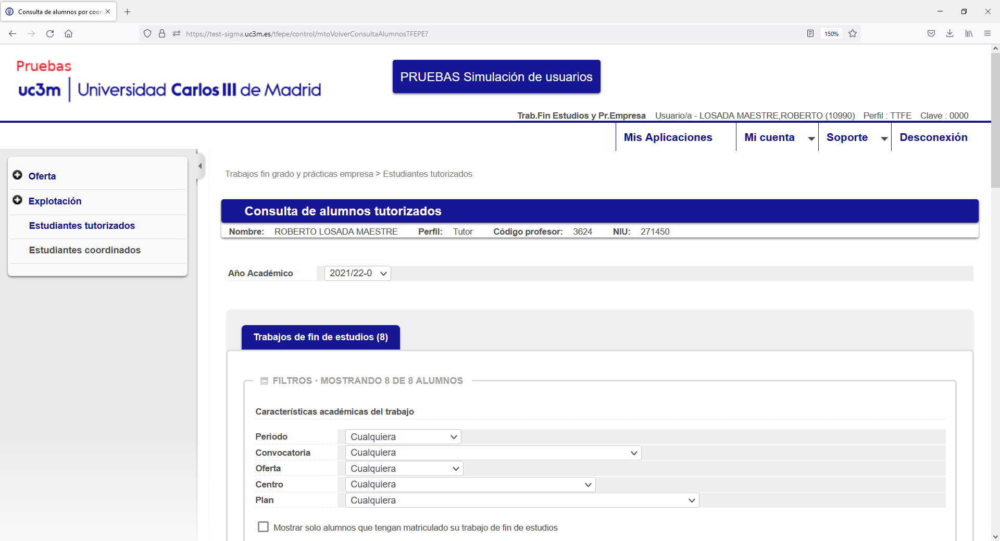 Consulta de alumnos por coor
https://test-sigma.uc3m.es/tfepe/control/mtoVolverConsultaAlumnosTFEPE?
150%
Pruebas
uc3m | Universidad Carlos III de Madrid
PRUEBAS Simulación de usuarios
Trab.Fin Estudios y Pr.Empresa Usuario/a - LOSADA MAESTRE,ROBERTO (10990) Perfil : TTFE Clave : 0000
Mis Aplicaciones Mi cuenta Soporte Desconexión
Oferta
Explotación
Estudiantes tutorizados
Estudiantes coordinados
Trabajos fin grado y prácticas empresa > Estudiantes tutorizados
Consulta de alumnos tutorizados
Nombre: ROBERTO LOSADA MAESTRE Perfil: Tutor Código profesor: 3624 NIU: 271450
Año Académico 2021/22-0
Trabajos de fin de estudios (8)
FILTROS · MOSTRANDO 8 DE 8 ALUMNOS
Características académicas del trabajo
Periodo Cualquiera
Convocatoria Cualquiera
Oferta Cualquiera
Centro Cualquiera
Plan Cualquiera
Mostrar solo alumnos que tengan matriculado su trabajo de fin de estudios